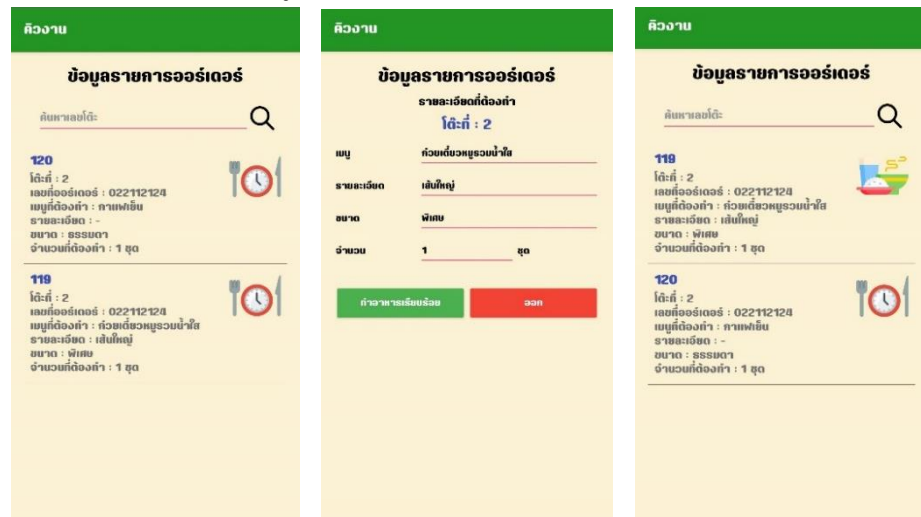 คิวงาน
ข้อมูลรายการออร์เดอร์
ค้นหาเลขโต๊ะ
120
โต๊ะที่ : 2
เลขที่ออร์เดอร์ : 022112124
เมนูที่ต้องทำ : กาแฟเย็น
รายละเอียด : -
ขนาด : ธรรมดา
จำนวนที่ต้องทำ : 1 ชุด
119
โต๊ะที่ : 2
เลขที่ออร์เดอร์ : 022112124
เมนูที่ต้องทำ : ก๋วยเตี๋ยวหมูรวมน้ำใส
รายละเอียด : เส้นใหญ่
ขนาด : พิเศษ
จำนวนที่ต้องทำ : 1 ชุด
คิวงาน
ข้อมูลรายการออร์เดอร์
รายละเอียดที่ต้องทำ
โต๊ะที่ : 2
เมนู ก๋วยเตี๋ยวหมูรวมน้ำใส
รายละเอียด เส้นใหญ่
ขนาด พิเศษ
จำนวน 1 ชุด
ทำอาหารเรียบร้อย ออก
คิวงาน
ข้อมูลรายการออร์เดอร์
ค้นหาเลขโต๊ะ
119
โต๊ะที่ : 2
เลขที่ออร์เดอร์ : 022112124
เมนูที่ต้องทำ : ก๋วยเตี๋ยวหมูรวมน้ำใส
รายละเอียด : เส้นใหญ่
ขนาด : พิเศษ
จำนวนที่ต้องทำ : 1 ชุด
120
โต๊ะที่ : 2
เลขที่ออร์เดอร์ : 022112124
เมนูที่ต้องทำ : กาแฟเย็น
รายละเอียด : -
ขนาด : ธรรมดา
จำนวนที่ต้องทำ : 1 ชุด